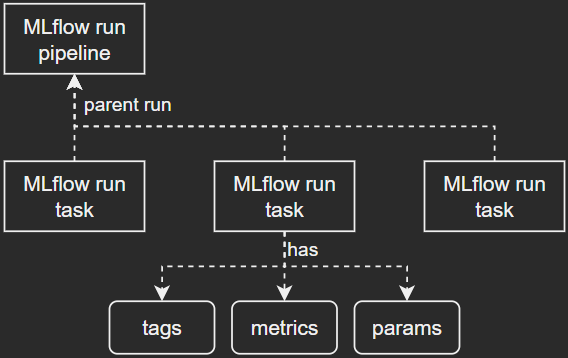 MLflow run
pipeline
parent run
MLflow run
task
MLflow run
task
MLflow run
task
has
tags
metrics
params